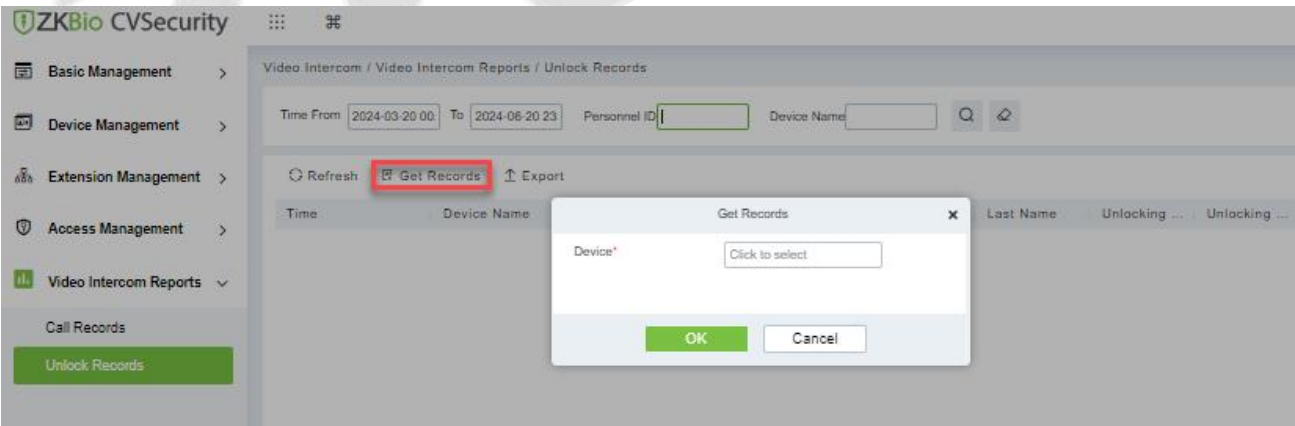 ZKBio CVSecurity
Basic Management
Device Management
Extension Management
Access Management
Video Intercom Reports
Call Records
Unlock Records
Video Intercom / Video Intercom Reports / Unlock Records
Time From 2024-03-20 00: To 2024-06-20 23 Personnel ID Device Name
Refresh Get Records Export
Time Device Name Last Name Unlocking ... Unlocking ...
Get Records
Device* Click to select
OK Cancel